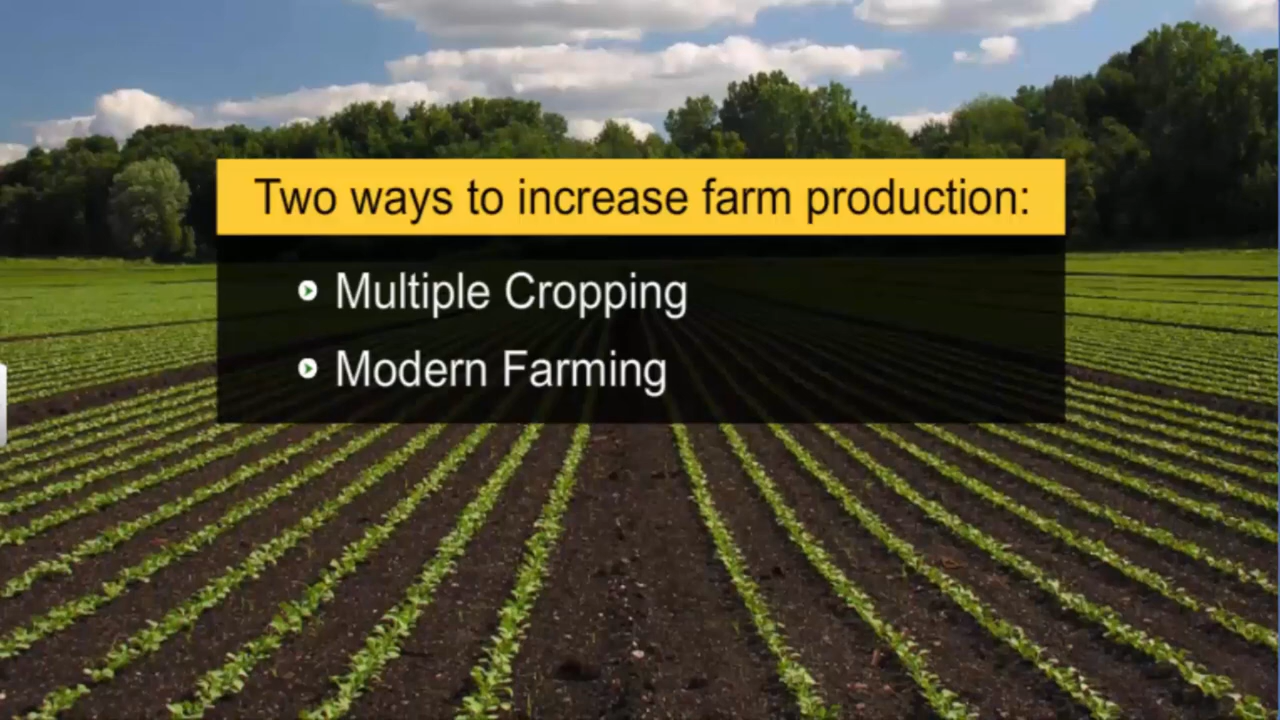 Two ways to increase farm production:
Multiple Cropping
Modern Farming